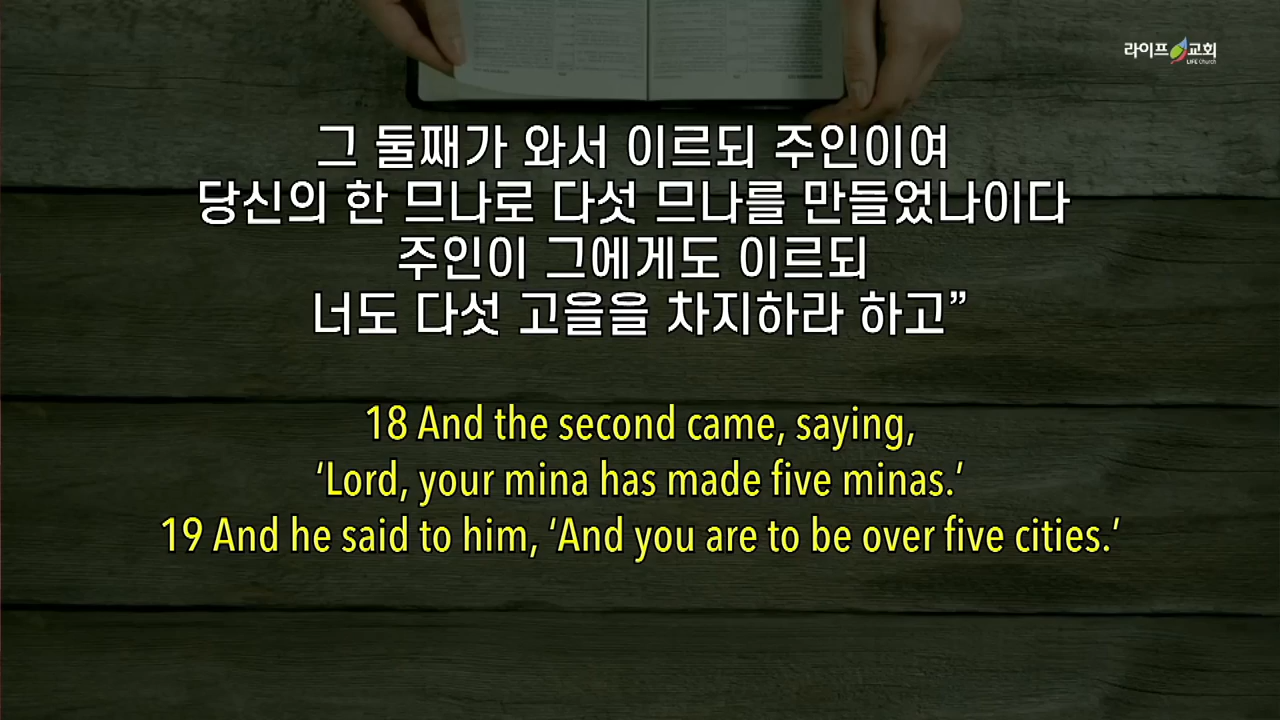 라이프 교회
LIFE Church
그 둘째가 와서 이르되 주인이여
당신의 한 므나로 다섯 므나를 만들었나이다
주인이 그에게도 이르되
너도 다섯 고을을 차지하라 하고”
18 And the second came, saying,
‘Lord, your mina has made five minas.’
19 And he said to him, ‘And you are to be over five cities.’